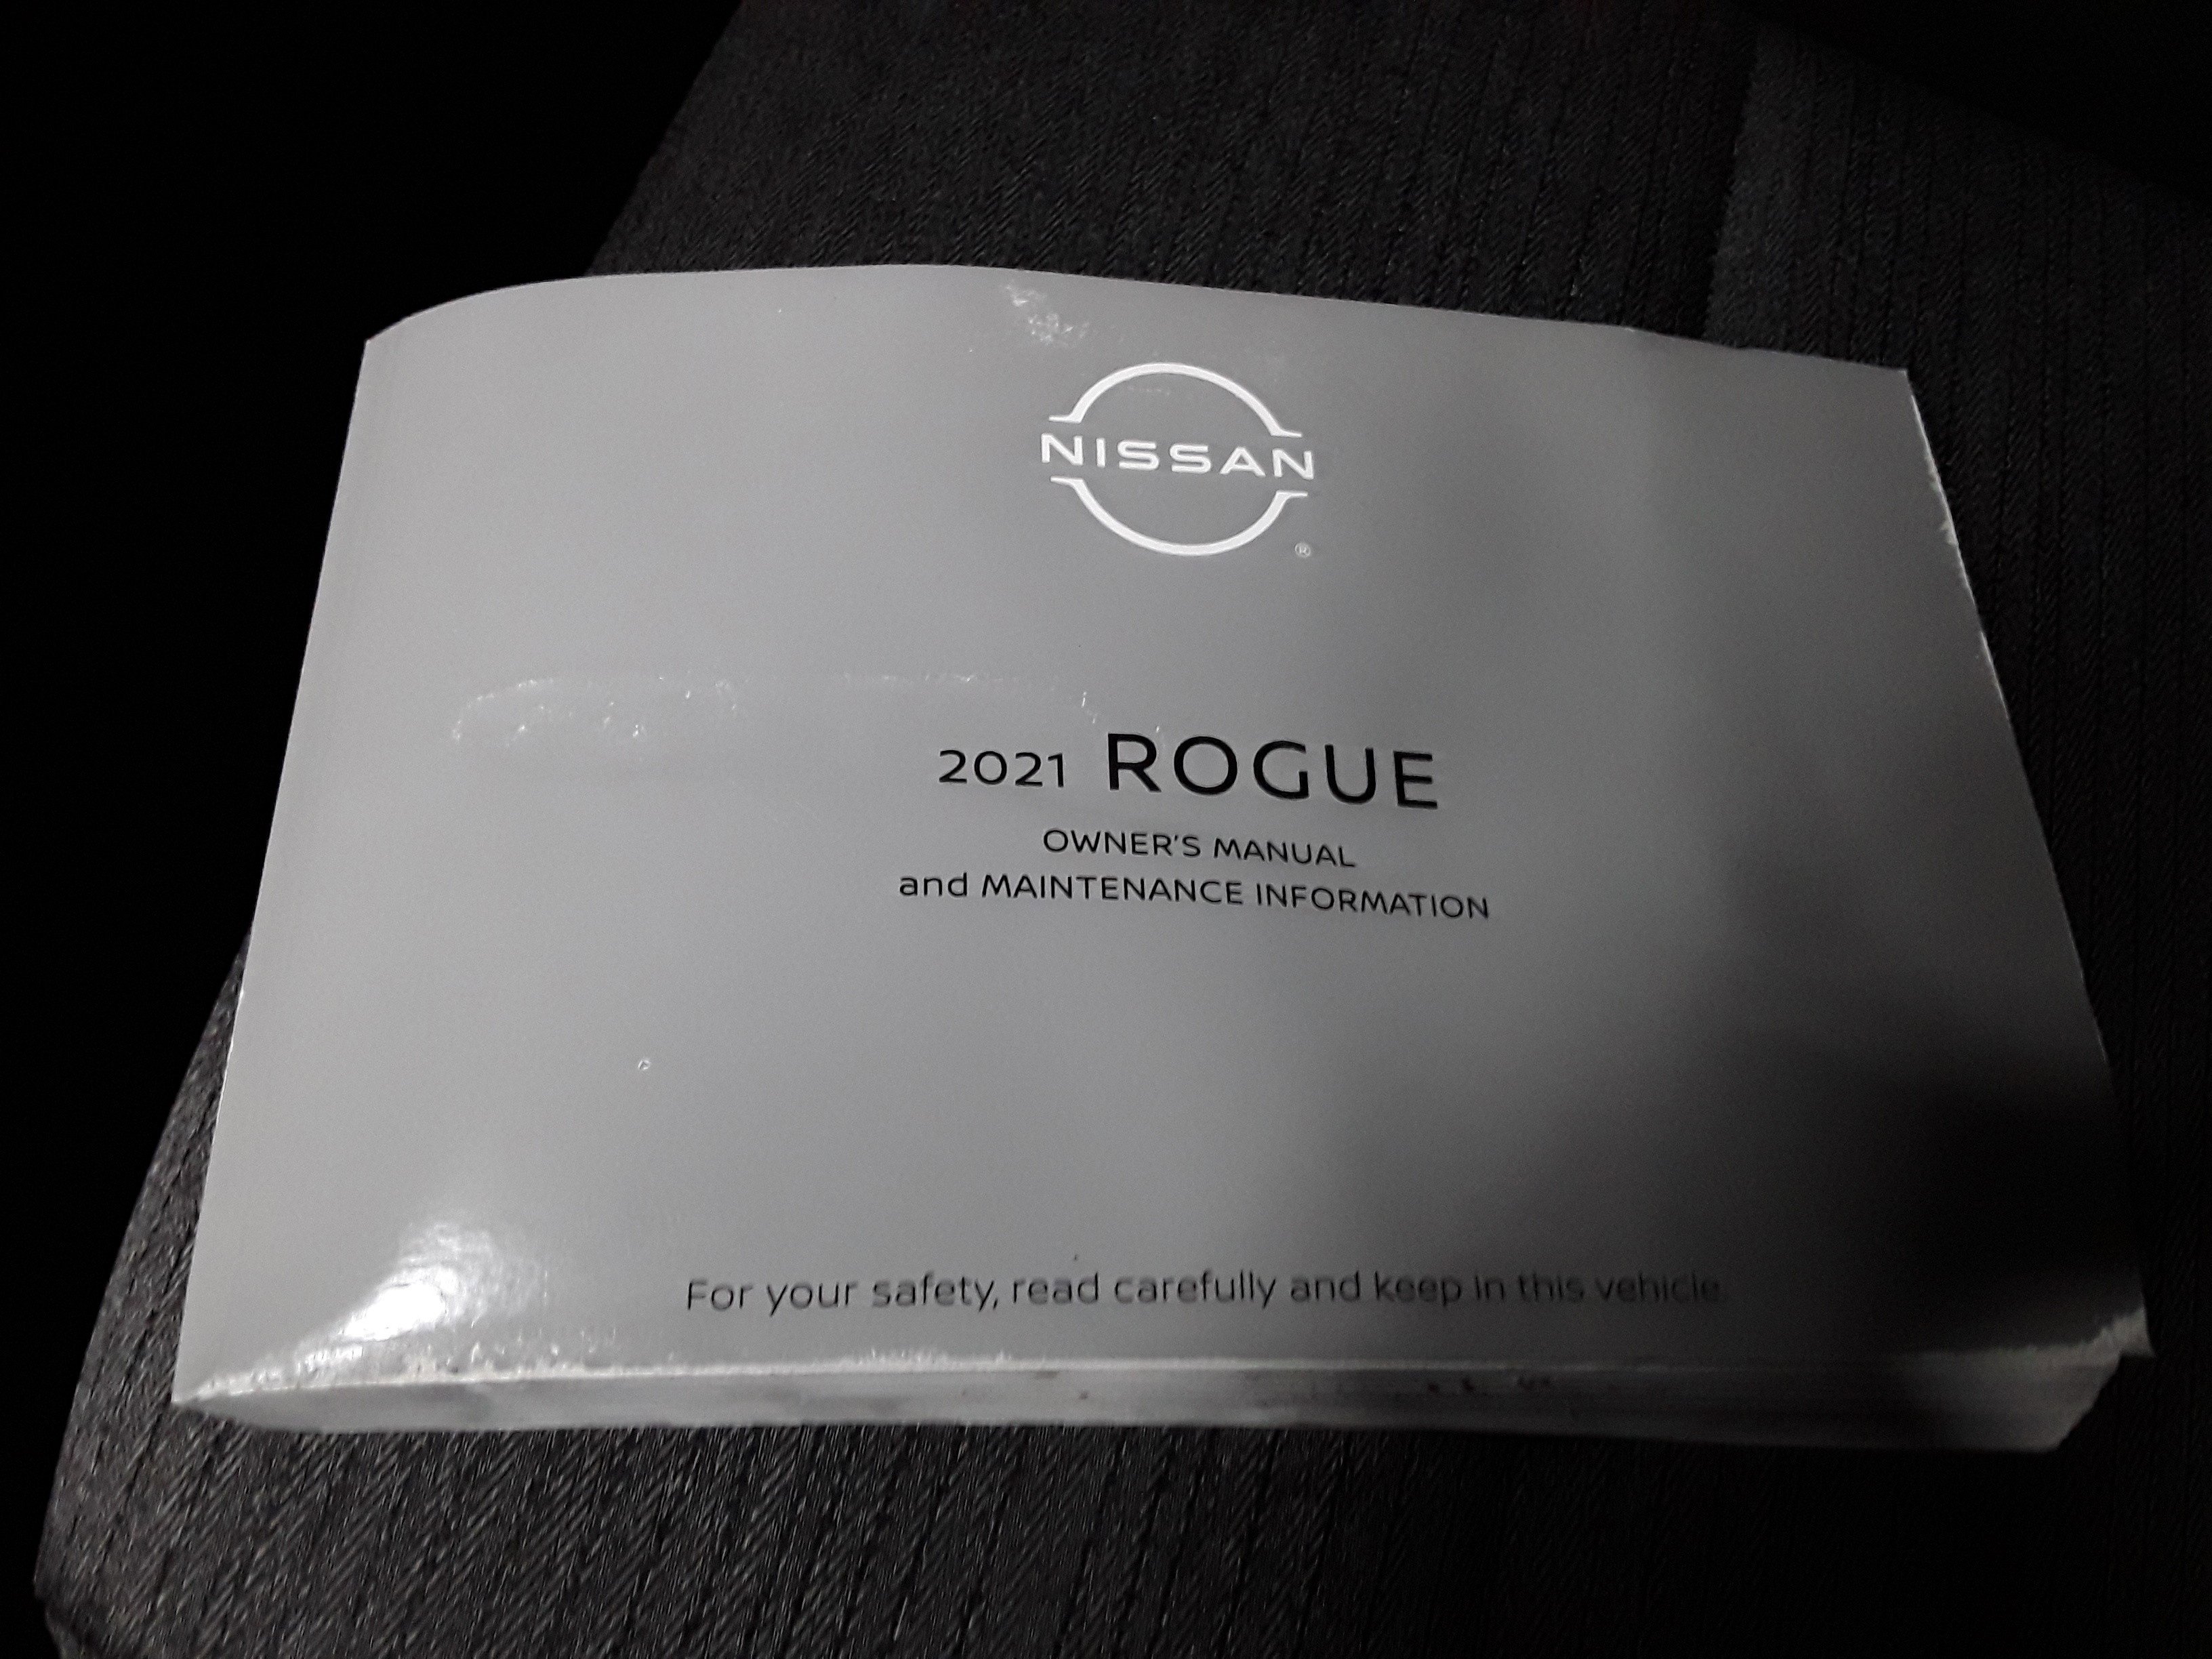 NISSAN
®
2021 ROGUE
OWNER'S MANUAL
and MAINTENANCE INFORMATION
For your safety, read carefully and keep in this vehicle.